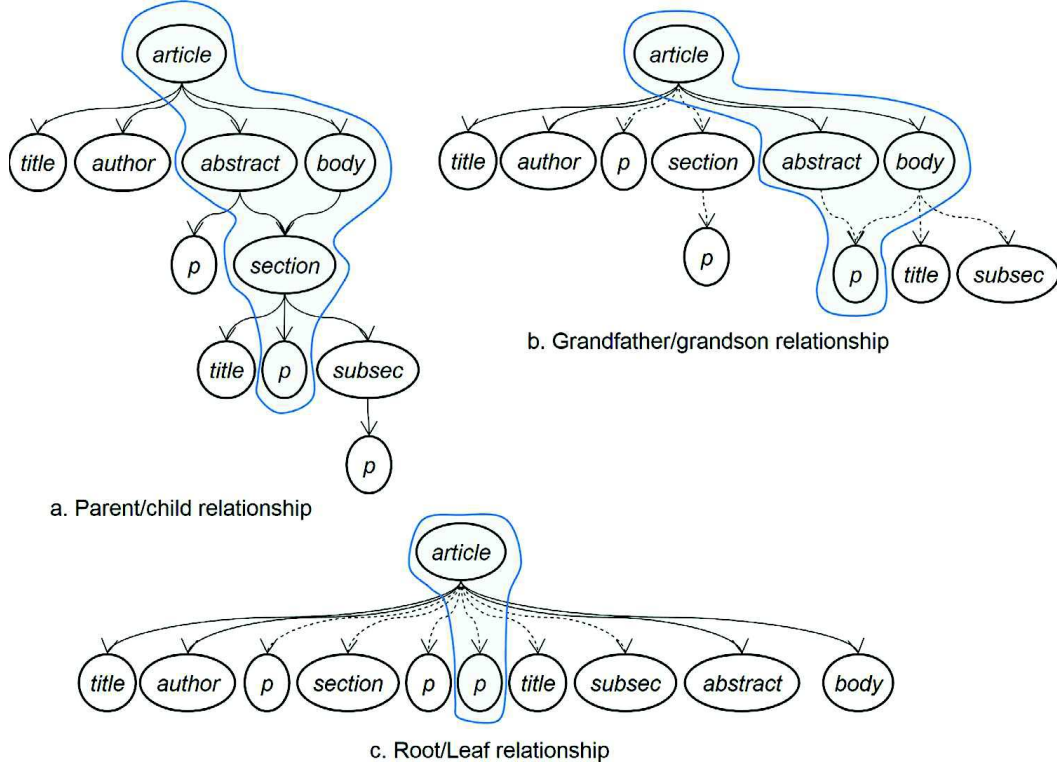 article
article
title author abstract body
title author p section abstract body
p section
p
p title subsec
title p subsec
b. Grandfather/grandson relationship
p
a. Parent/child relationship
article
title author p section p p title subsec abstract body
c. Root/Leaf relationship